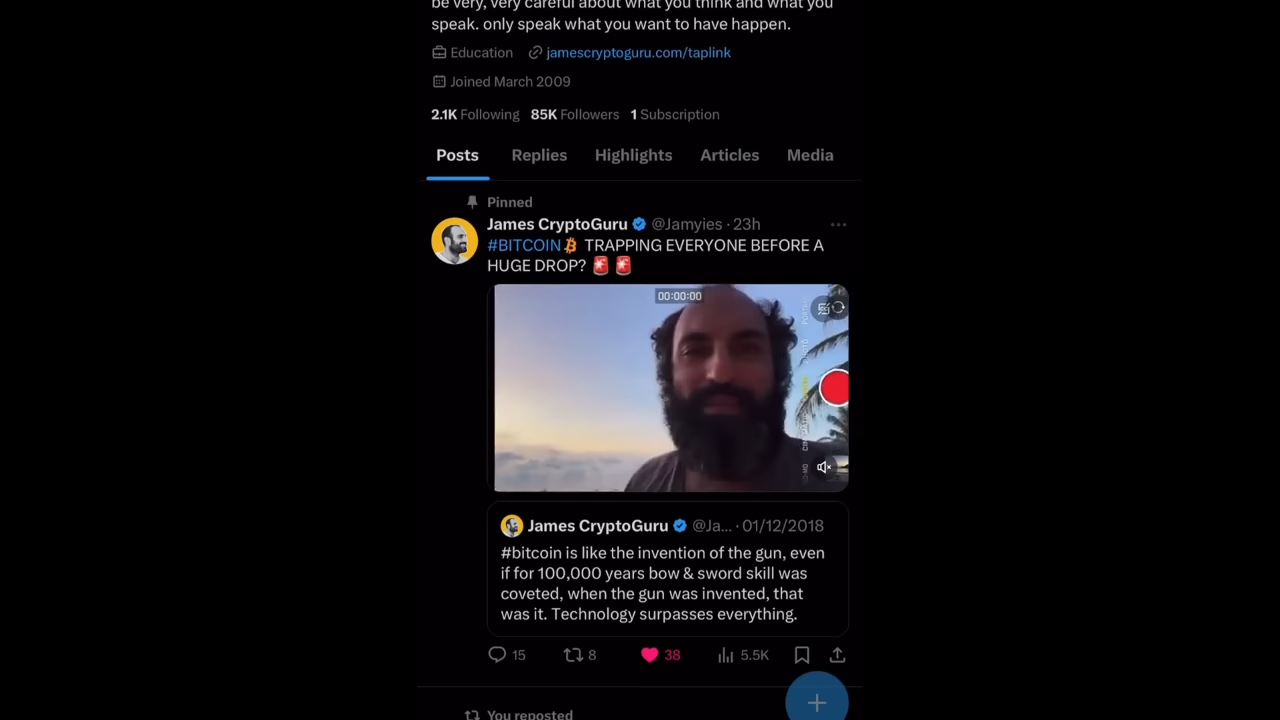 be very, very careful about what you think and what you
speak. only speak what you want to have happen.
Education jamescryptoguru.com/taplink
Joined March 2009
2.1K Following 85K Followers 1 Subscription
Posts Replies Highlights Articles Media
Pinned
James CryptoGuru @Jamyies · 23h
#BITCOIN TRAPPING EVERYONE BEFORE A
HUGE DROP?
00:00:00
James CryptoGuru @Ja... · 01/12/2018
#bitcoin is like the invention of the gun, even
if for 100,000 years bow & sword skill was
coveted, when the gun was invented, that
was it. Technology surpasses everything.
15 8 38 5.5K
You reposted